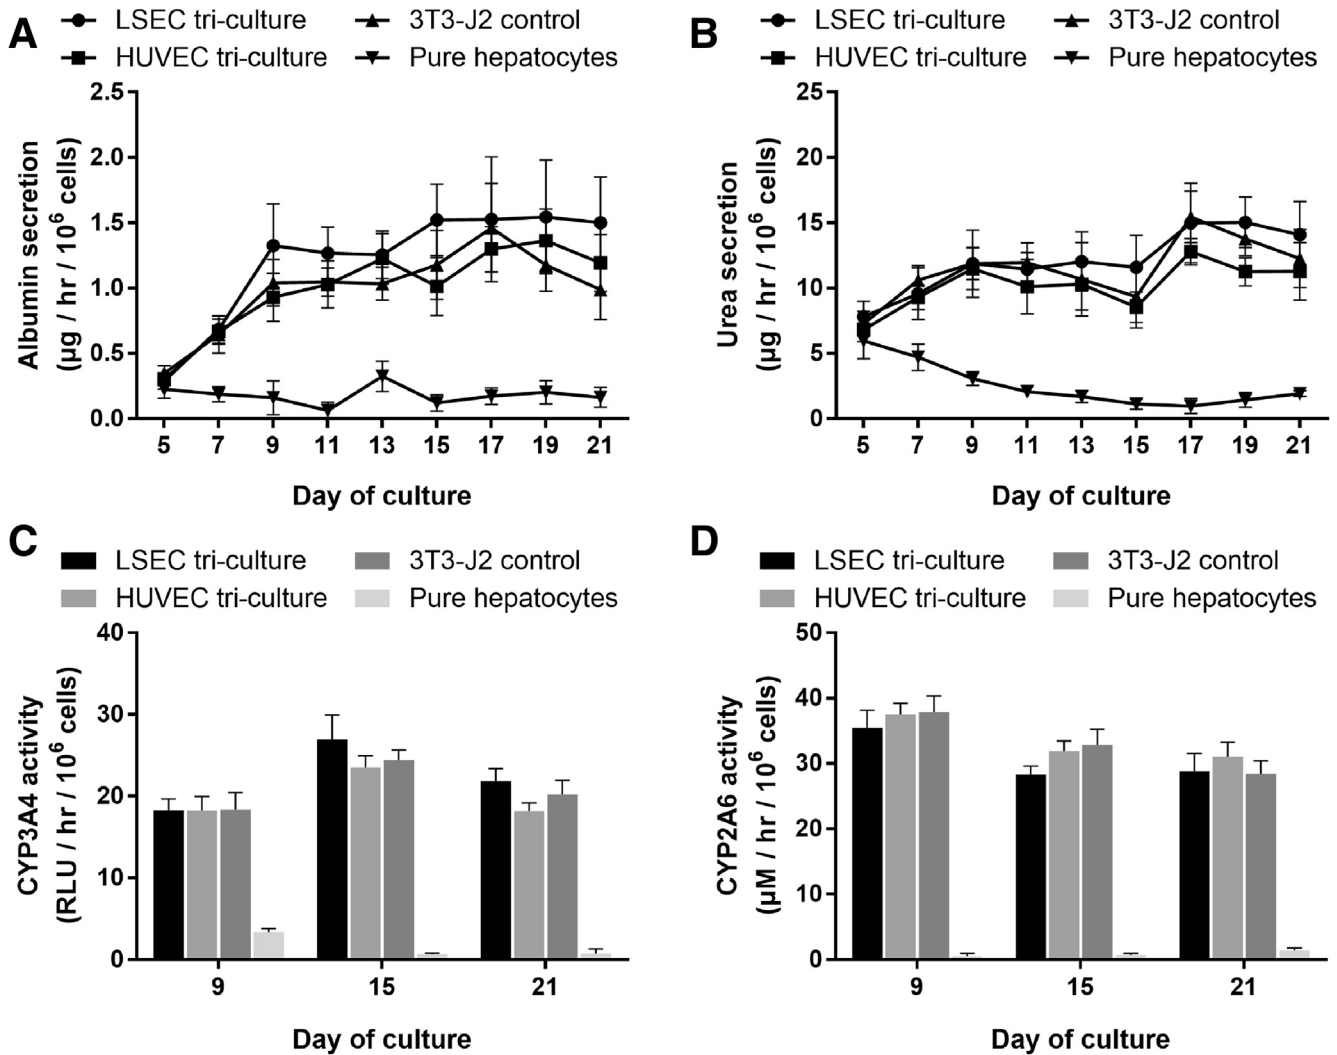 A
LSEC tri-culture
3T3-J2 control
HUVEC tri-culture
Pure hepatocytes
Albumin secretion
(µg / hr / 10⁶ cells)
2.5
2.0
1.5
1.0
0.5
0.0
5 7 9 11 13 15 17 19 21
Day of culture
B
LSEC tri-culture
3T3-J2 control
HUVEC tri-culture
Pure hepatocytes
Urea secretion
(µg / hr / 10⁶ cells)
25
20
15
10
5
0
5 7 9 11 13 15 17 19 21
Day of culture
C
LSEC tri-culture
3T3-J2 control
HUVEC tri-culture
Pure hepatocytes
CYP3A4 activity
(RLU / hr / 10⁶ cells)
40
30
20
10
0
9 15 21
Day of culture
D
LSEC tri-culture
3T3-J2 control
HUVEC tri-culture
Pure hepatocytes
CYP2A6 activity
(µM / hr / 10⁶ cells)
50
40
30
20
10
0
9 15 21
Day of culture